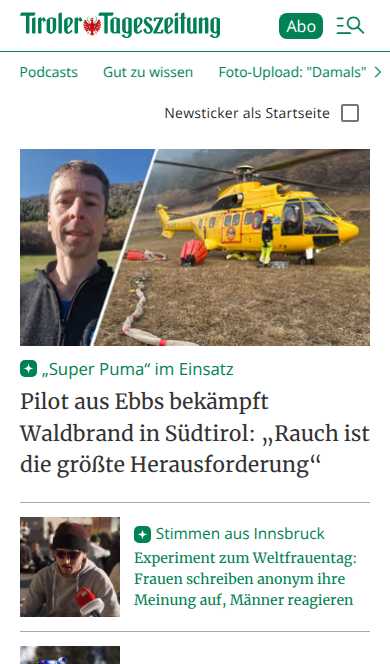 Tiroler Tageszeitung
Abo
Podcasts Gut zu wissen Foto-Upload: "Damals"
Newsticker als Startseite
„Super Puma“ im Einsatz
Pilot aus Ebbs bekämpft
Waldbrand in Südtirol: „Rauch ist
die größte Herausforderung“
Stimmen aus Innsbruck
Experiment zum Weltfrauentag:
Frauen schreiben anonym ihre
Meinung auf, Männer reagieren